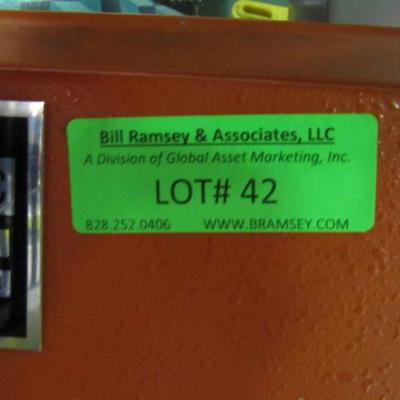 Bill Ramsey & Associates, LLC
A Division of Global Asset Marketing, Inc.
LOT# 42
828.252.0406 WWW.BRAMSEY.COM